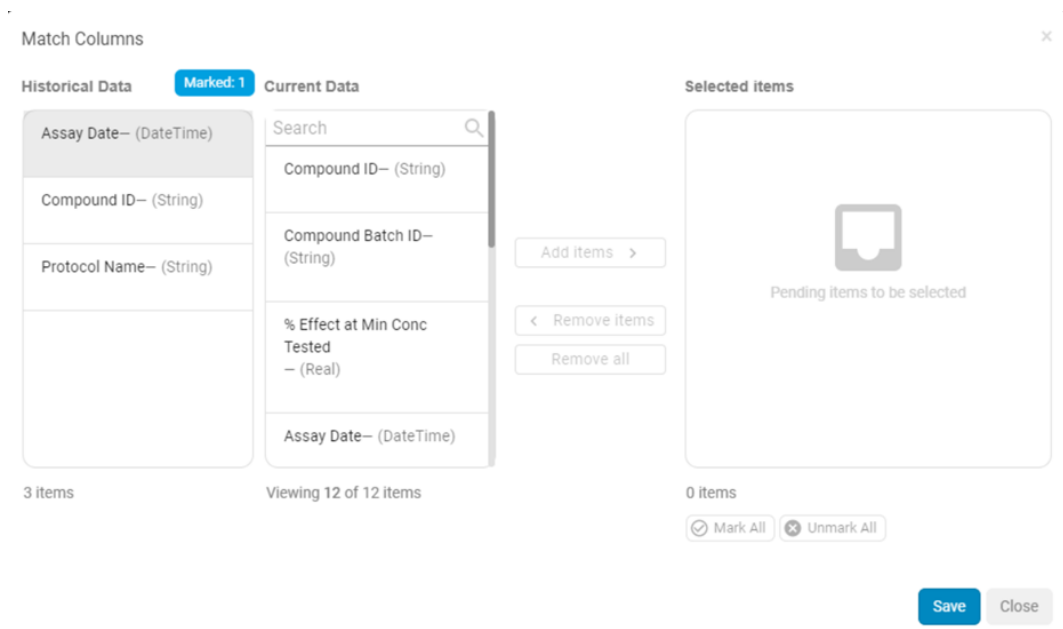 Match Columns
Historical Data
Marked: 1
Current Data
Selected items
Assay Date– (DateTime)
Compound ID– (String)
Protocol Name– (String)
3 items
Search
Compound ID– (String)
Compound Batch ID–
(String)
% Effect at Min Conc
Tested
– (Real)
Assay Date– (DateTime)
Viewing 12 of 12 items
Add items >
< Remove items
Remove all
Pending items to be selected
0 items
Mark All
Unmark All
Save
Close